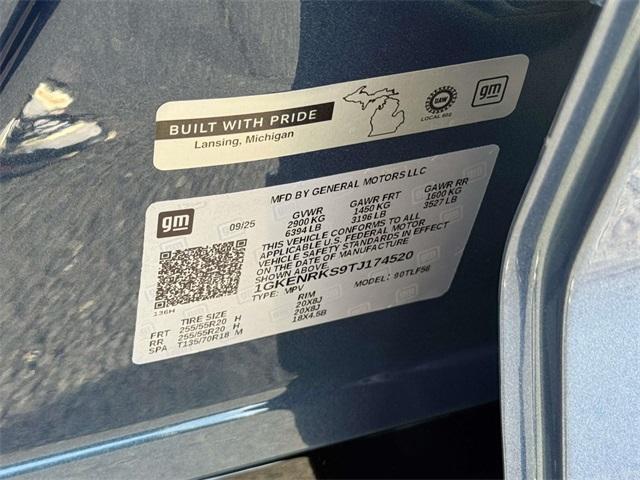 BUILT WITH PRIDE
Lansing, Michigan
UAW
LOCAL 602
gm
gm
MFD BY GENERAL MOTORS LLC
09/25 GVWR GAWR FRT GAWR RR
2900 KG 1450 KG 1600 KG
6394 LB 3196 LB 3527 LB
THIS VEHICLE CONFORMS TO ALL
APPLICABLE U.S. FEDERAL MOTOR
VEHICLE SAFETY STANDARDS IN EFFECT
ON THE DATE OF MANUFACTURE
SHOWN ABOVE.
1GKENRKS9TJ174520
TYPE: MPV MODEL: 90TLF56
136H
TIRE SIZE RIM
FRT 255/55R20 H 20X8J
RR 255/55R20 H 20X8J
SPA T135/70R18 M 18X4.5B